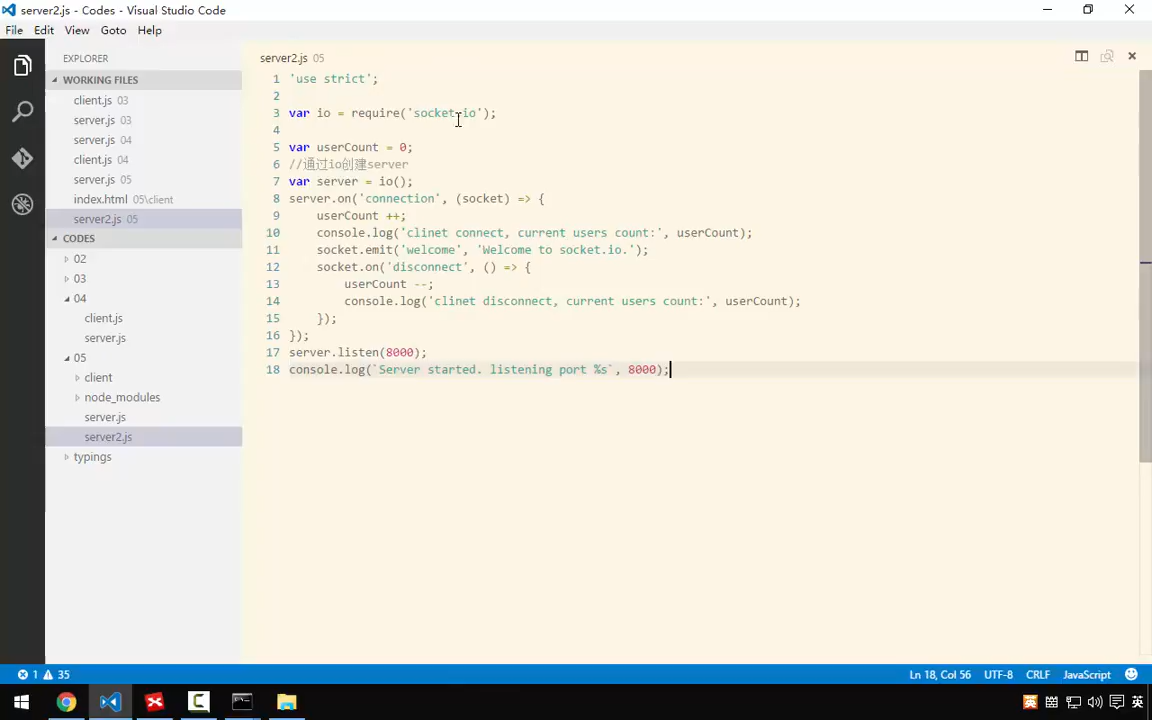 server2.js - Codes - Visual Studio Code
File Edit View Goto Help
EXPLORER
WORKING FILES
client.js 03
server.js 03
server.js 04
client.js 04
server.js 05
index.html 05\client
server2.js 05
CODES
02
03
04
client.js
server.js
05
client
node_modules
server.js
server2.js
typings
server2.js 05
1 'use strict';
2
3 var io = require('socket.io');
4
5 var userCount = 0;
6 //通过io创建server
7 var server = io();
8 server.on('connection', (socket) => {
9 userCount ++;
10 console.log('clinet connect, current users count:', userCount);
11 socket.emit('welcome', 'Welcome to socket.io.');
12 socket.on('disconnect', () => {
13 userCount --;
14 console.log('clinet disconnect, current users count:', userCount);
15 });
16 });
17 server.listen(8000);
18 console.log(`Server started. listening port %s`, 8000);
1 35
Ln 18, Col 56 UTF-8 CRLF JavaScript
英